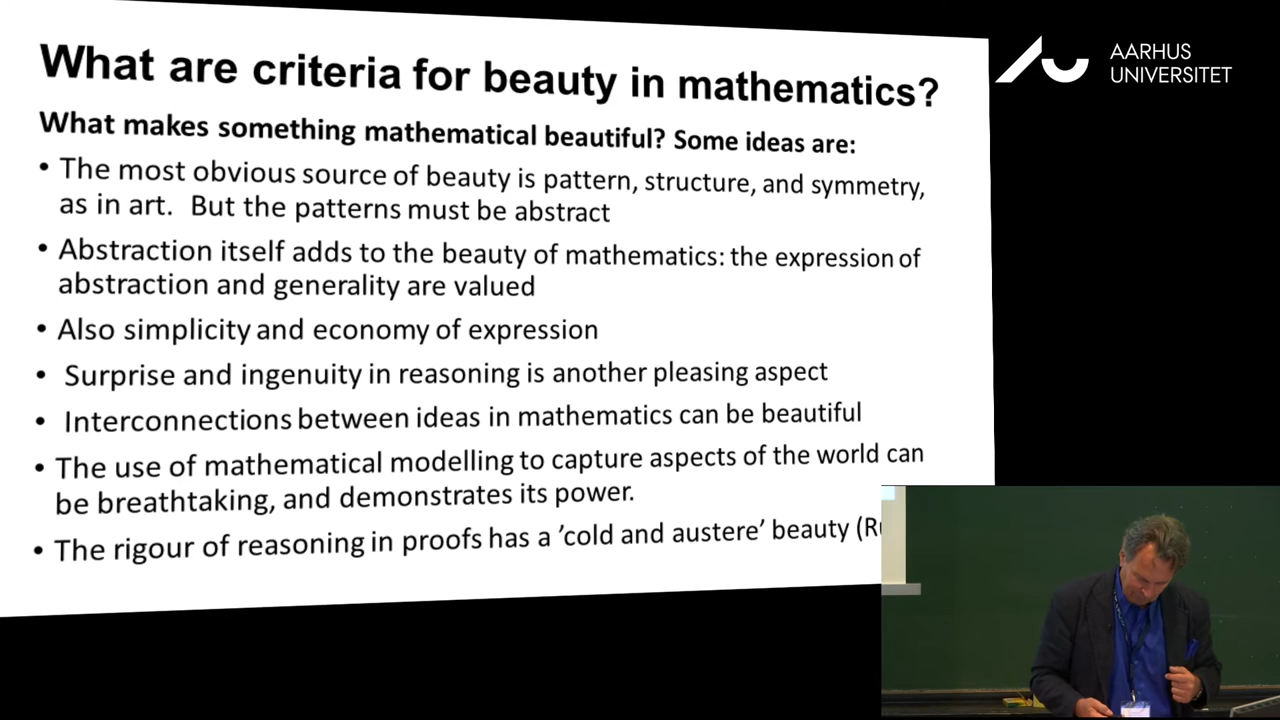 What are criteria for beauty in mathematics?
What makes something mathematical beautiful? Some ideas are:
• The most obvious source of beauty is pattern, structure, and symmetry,
as in art. But the patterns must be abstract
• Abstraction itself adds to the beauty of mathematics: the expression of
abstraction and generality are valued
• Also simplicity and economy of expression
• Surprise and ingenuity in reasoning is another pleasing aspect
• Interconnections between ideas in mathematics can be beautiful
• The use of mathematical modelling to capture aspects of the world can
be breathtaking, and demonstrates its power.
• The rigour of reasoning in proofs has a 'cold and austere' beauty
AARHUS
UNIVERSITET